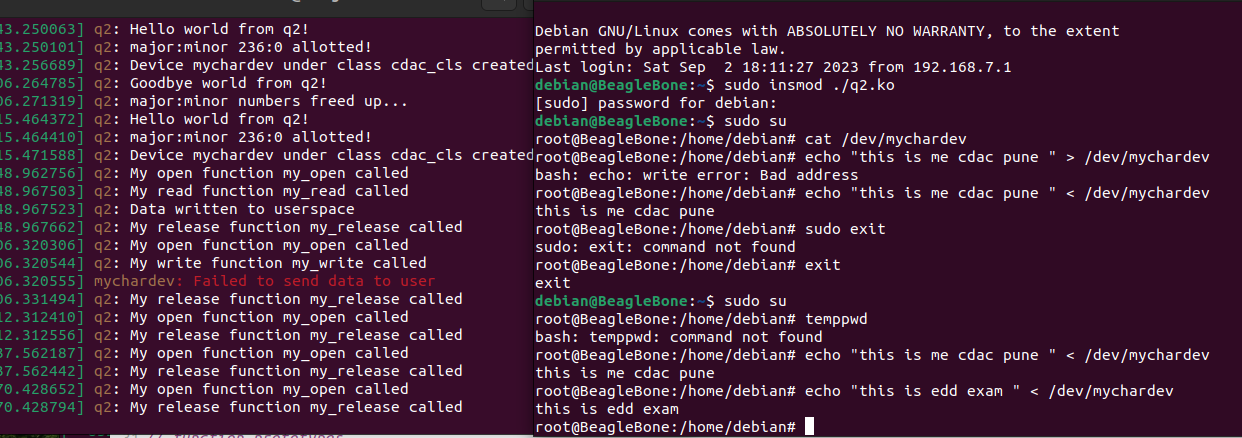 43.250063] q2: Hello world from q2!
43.250101] q2: major:minor 236:0 allotted!
43.256689] q2: Device mychardev under class cdac_cls created
06.264785] q2: Goodbye world from q2!
06.271319] q2: major:minor numbers freed up...
15.464372] q2: Hello world from q2!
15.464410] q2: major:minor 236:0 allotted!
15.471588] q2: Device mychardev under class cdac_cls created
48.962756] q2: My open function my_open called
48.967503] q2: My read function my_read called
48.967523] q2: Data written to userspace
48.967662] q2: My release function my_release called
06.320306] q2: My open function my_open called
06.320544] q2: My write function my_write called
06.320555] mychardev: Failed to send data to user
06.331494] q2: My release function my_release called
12.312410] q2: My open function my_open called
12.312556] q2: My release function my_release called
37.562187] q2: My open function my_open called
37.562442] q2: My release function my_release called
70.428652] q2: My open function my_open called
70.428794] q2: My release function my_release called
Debian GNU/Linux comes with ABSOLUTELY NO WARRANTY, to the extent
permitted by applicable law.
Last login: Sat Sep  2 18:11:27 2023 from 192.168.7.1
debian@BeagleBone:~$ sudo insmod ./q2.ko
[sudo] password for debian:
debian@BeagleBone:~$ sudo su
root@BeagleBone:/home/debian# cat /dev/mychardev
root@BeagleBone:/home/debian# echo "this is me cdac pune " > /dev/mychardev
bash: echo: write error: Bad address
root@BeagleBone:/home/debian# echo "this is me cdac pune " < /dev/mychardev
this is me cdac pune
root@BeagleBone:/home/debian# sudo exit
sudo: exit: command not found
root@BeagleBone:/home/debian# exit
exit
debian@BeagleBone:~$ sudo su
root@BeagleBone:/home/debian# temppwd
bash: temppwd: command not found
root@BeagleBone:/home/debian# echo "this is me cdac pune " < /dev/mychardev
this is me cdac pune
root@BeagleBone:/home/debian# echo "this is edd exam " < /dev/mychardev
this is edd exam
root@BeagleBone:/home/debian#